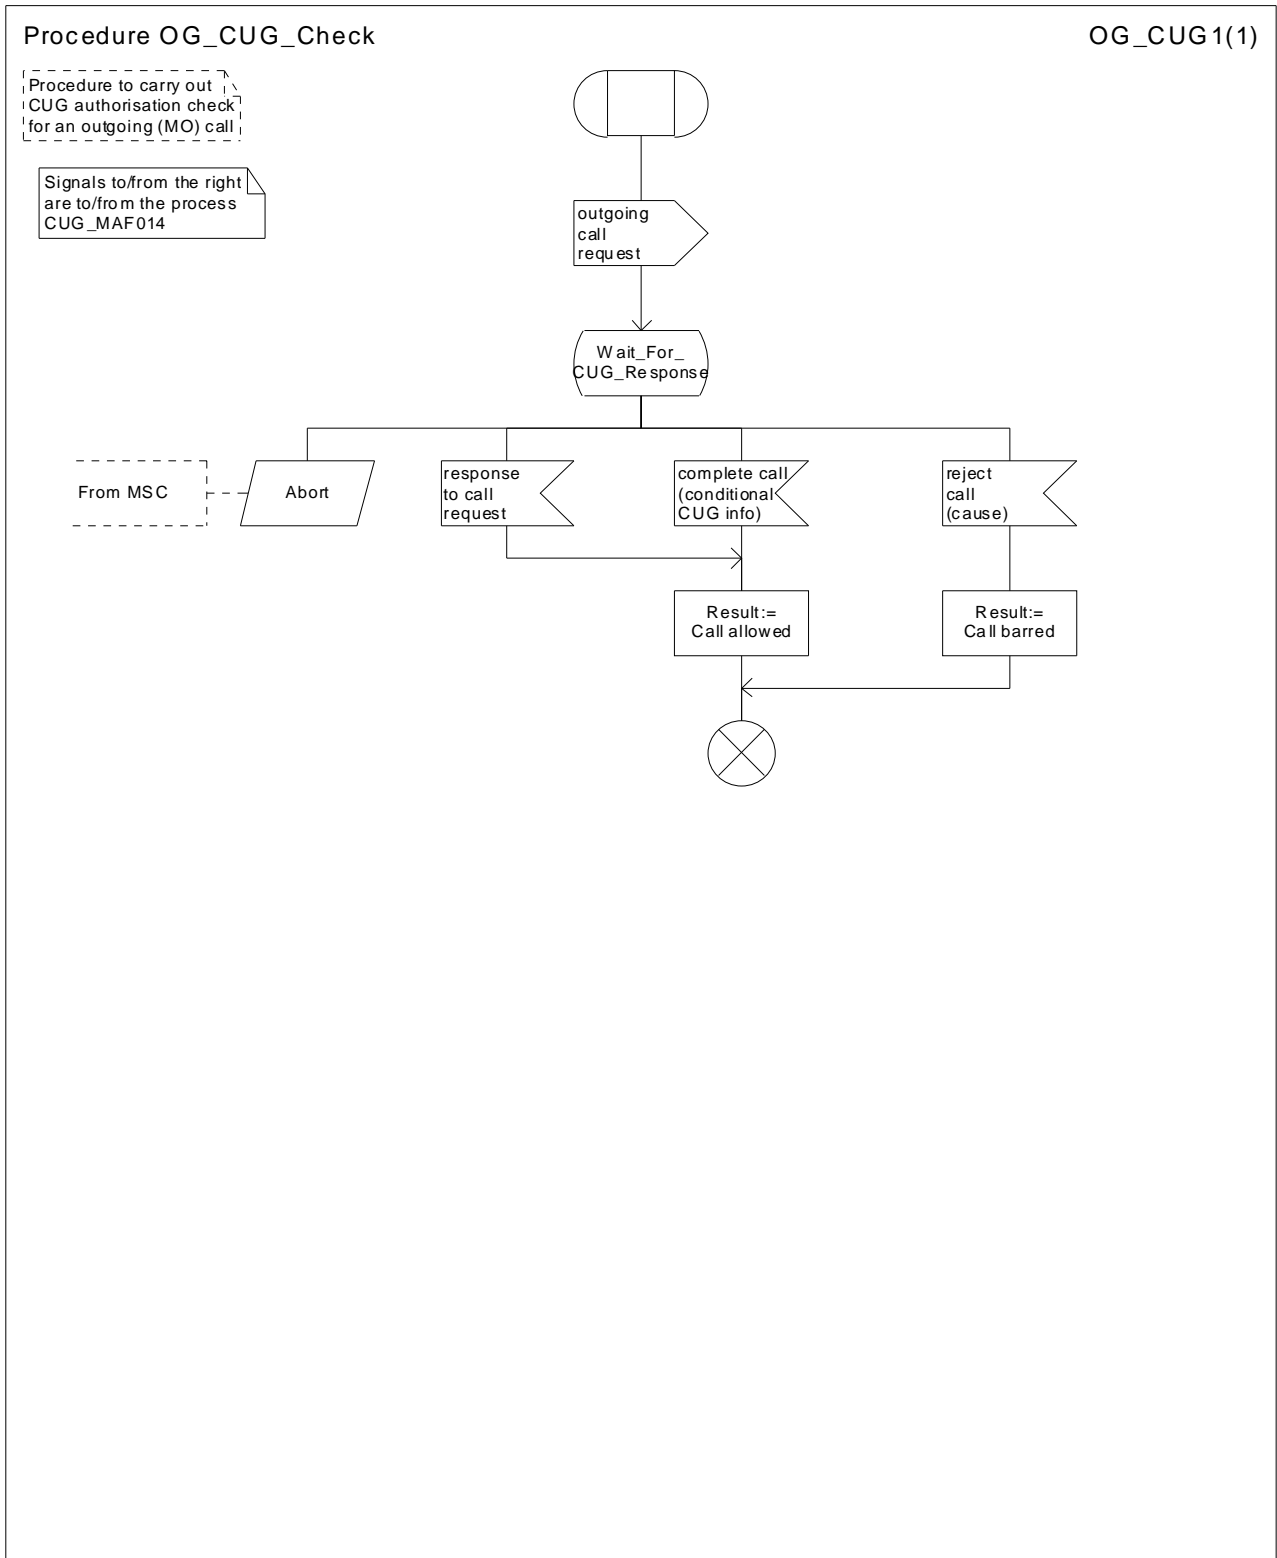 Procedure OG_CUG_Check
OG_CUG1(1)
Procedure to carry out
CUG authorisation check
for an outgoing (MO) call
Signals to/from the right
are to/from the process
CUG_MAF014
outgoing
call
request
Wait_For_
CUG_Response
From MSC
Abort
response
to call
request
complete call
(conditional
CUG info)
reject
call
(cause)
Result:=
Call allowed
Result:=
Call barred